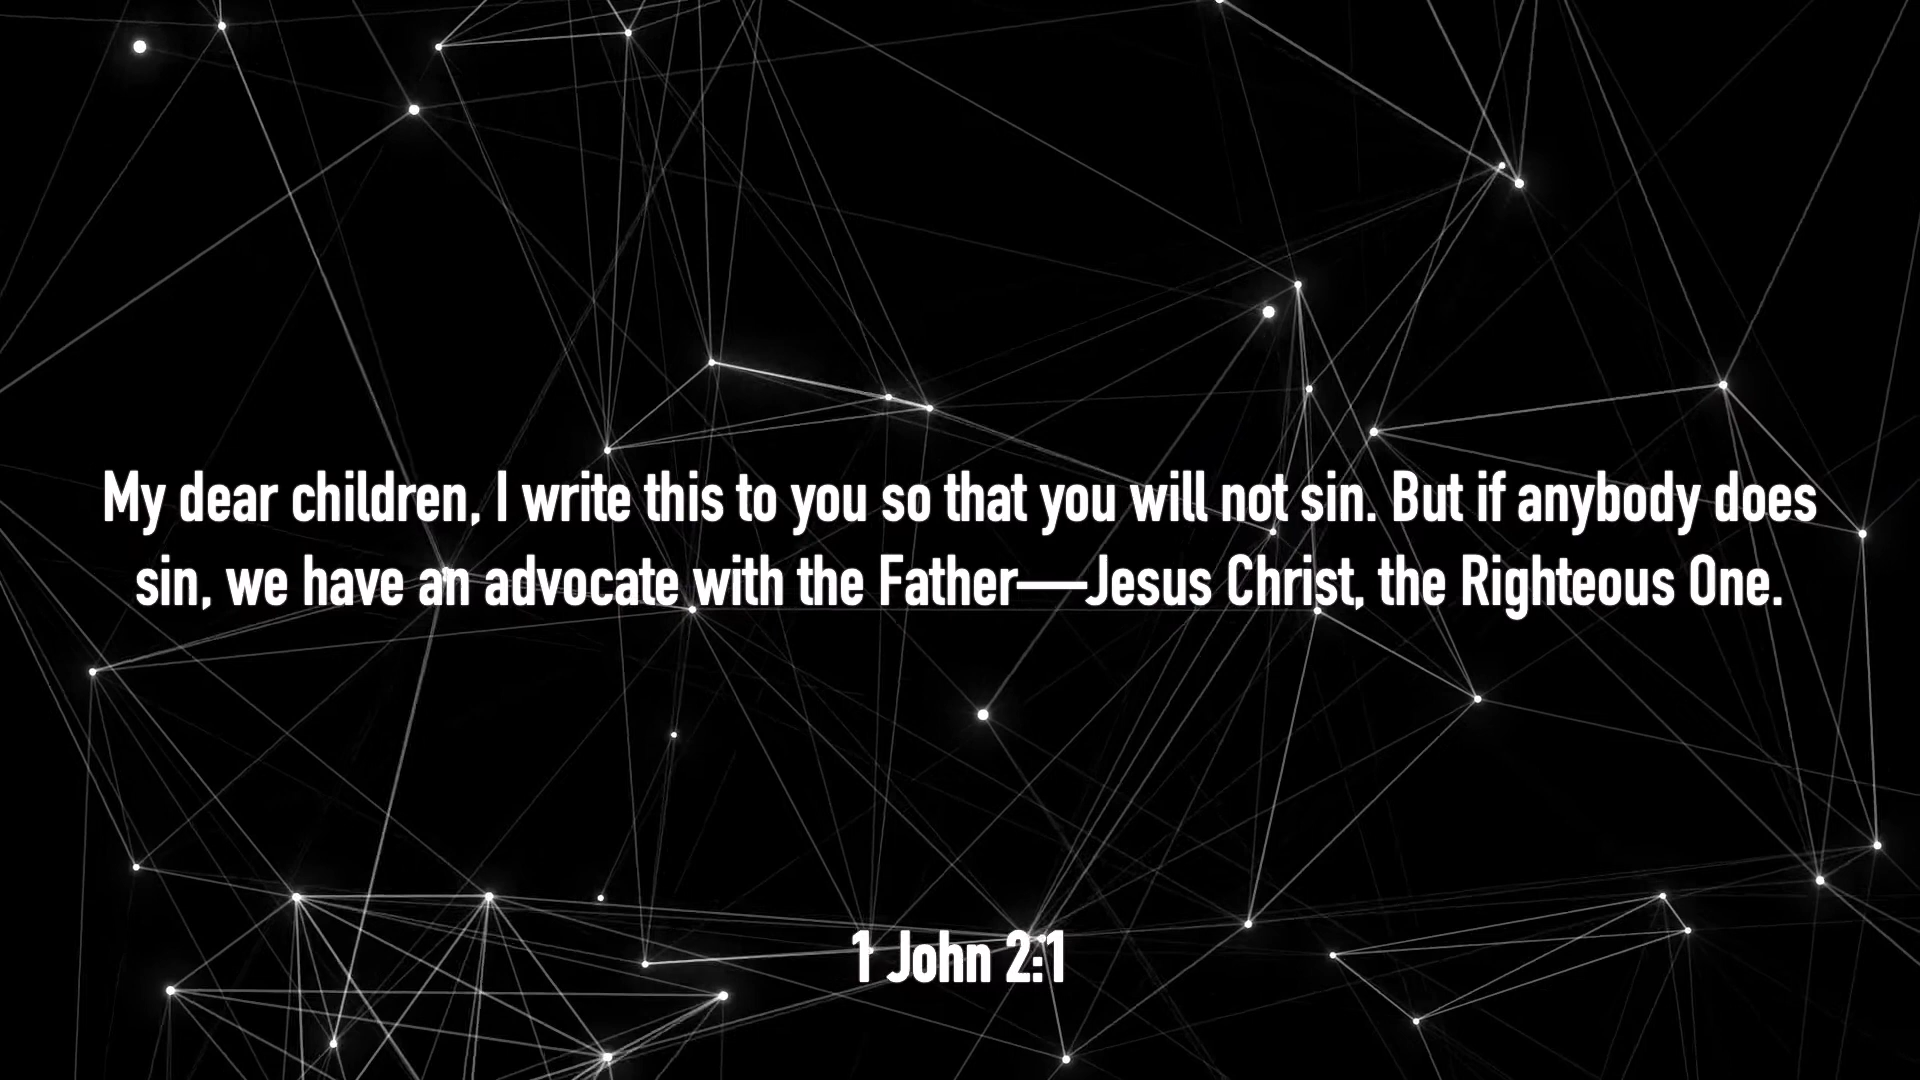 My dear children, I write this to you so that you will not sin. But if anybody does
sin, we have an advocate with the Father—Jesus Christ, the Righteous One.
1 John 2:1